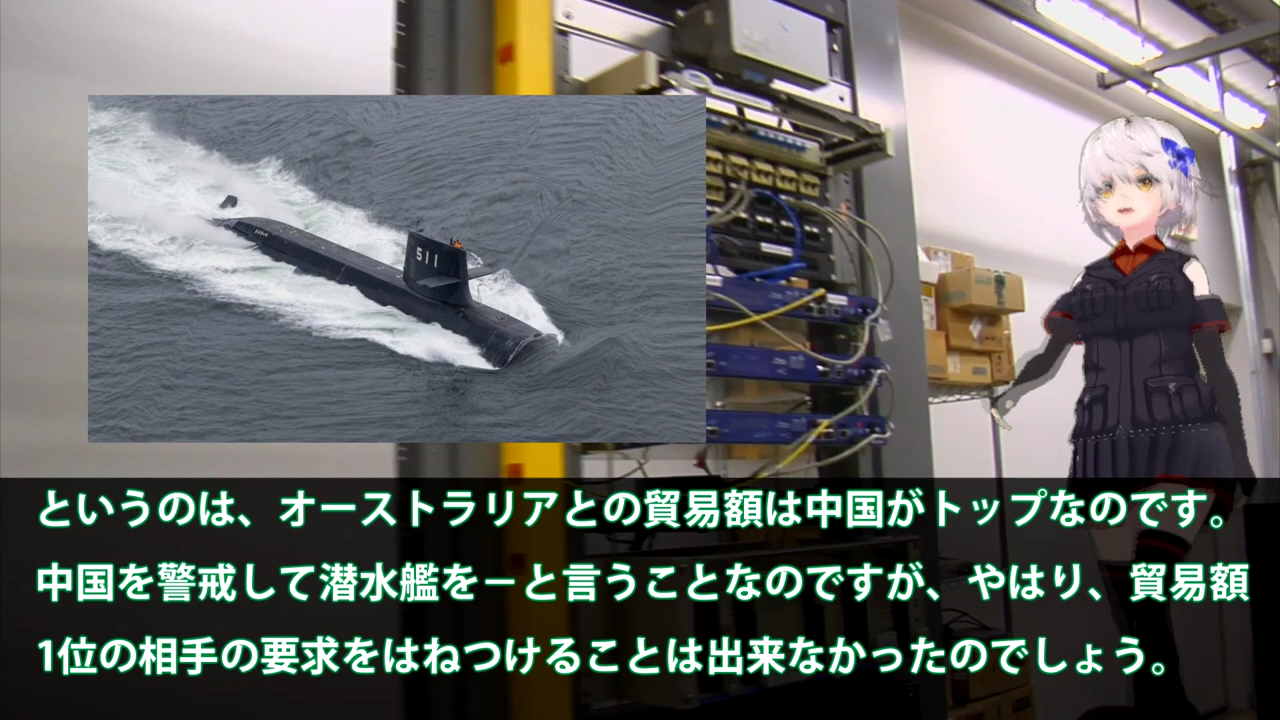 511
というのは、オーストラリアとの貿易額は中国がトップなのです。
中国を警戒して潜水艦を－と言うことなのですが、やはり、貿易額
1位の相手の要求をはねつけることは出来なかったのでしょう。